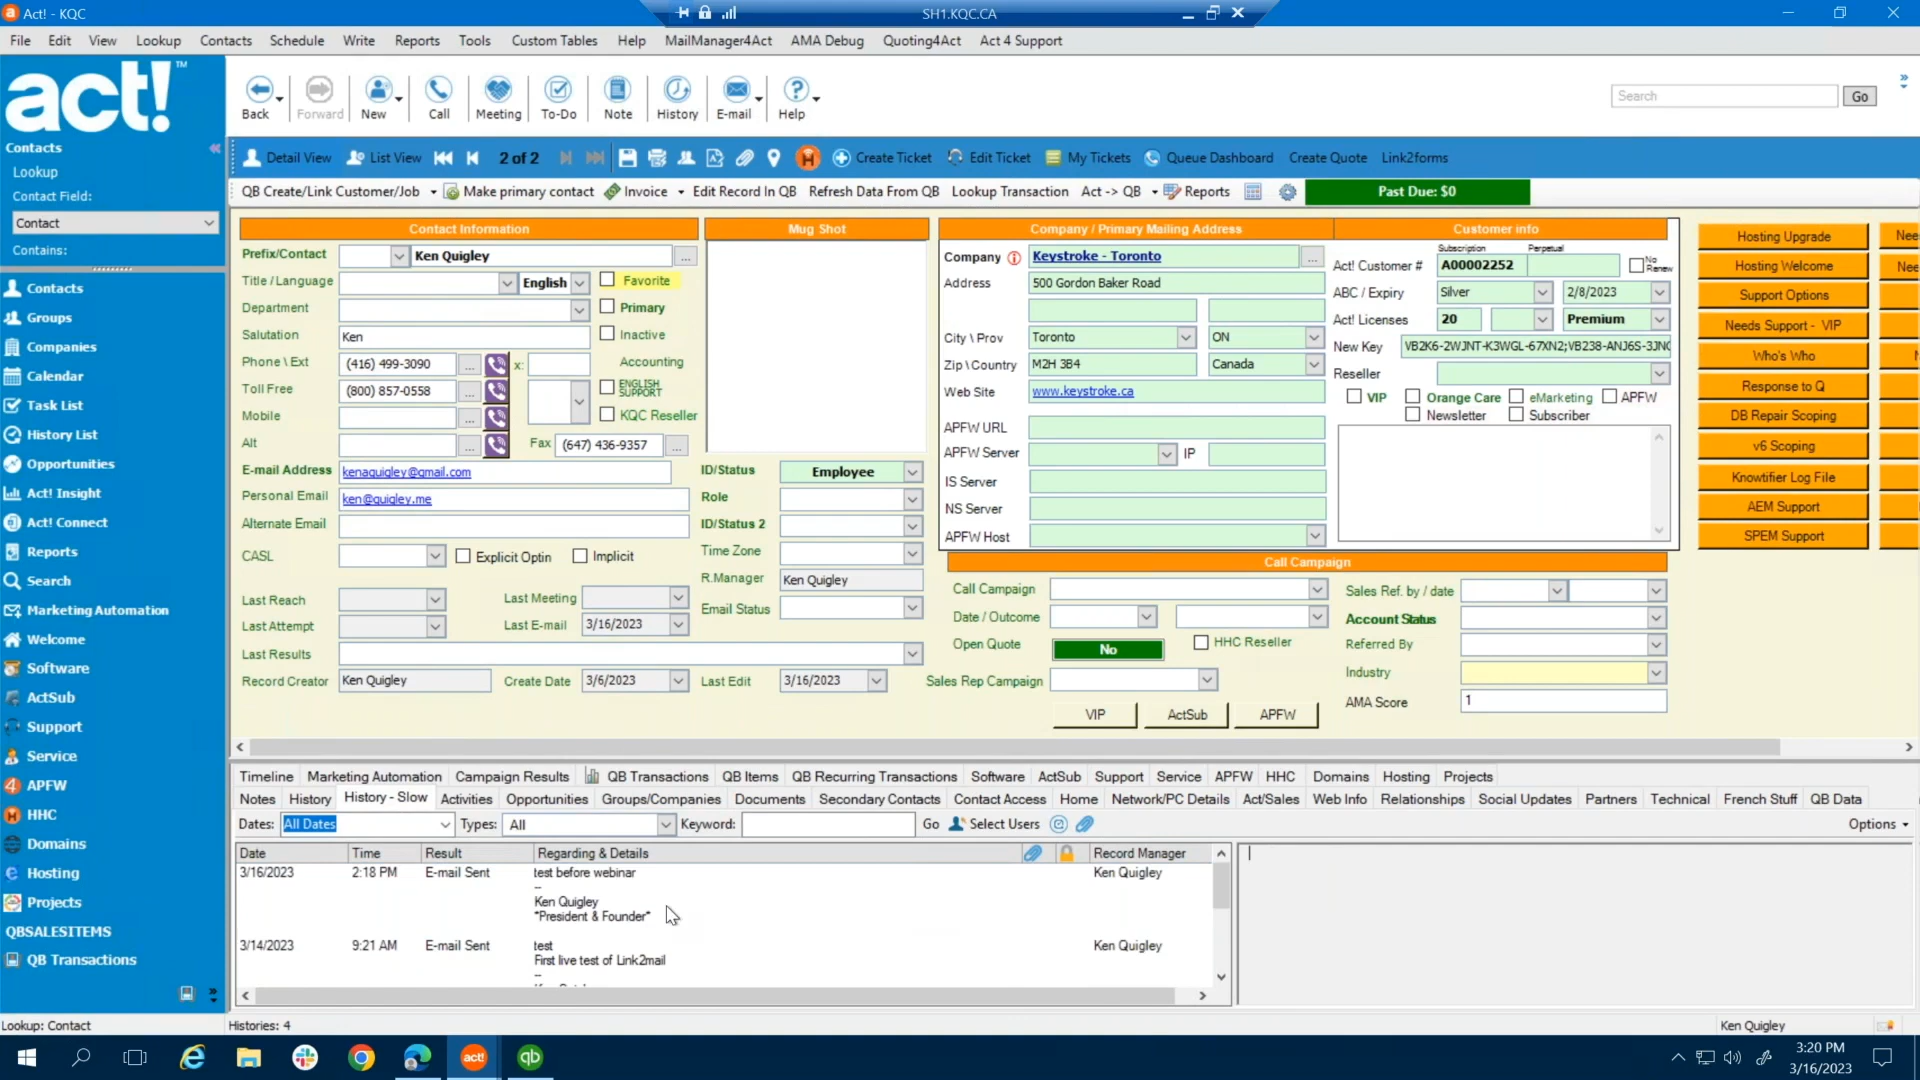 Act! - KQC
SH1.KQC.CA
File Edit View Lookup Contacts Schedule Write Reports Tools Custom Tables Help MailManager4Act AMA Debug Quoting4Act Act 4 Support
act! TM
Back Forward New Call Meeting To-Do Note History E-mail Help
Search Go
Contacts
Lookup
Contact Field:
Contact
Contains:
Contacts
Groups
Companies
Calendar
Task List
History List
Opportunities
Act! Insight
Act! Connect
Reports
Search
Marketing Automation
Welcome
Software
ActSub
Support
Service
APFW
HHC
Domains
Hosting
Projects
QBSALESITEMS
QB Transactions
Detail View List View 2 of 2 Create Ticket Edit Ticket My Tickets Queue Dashboard Create Quote Link2forms
QB Create/Link Customer/Job Make primary contact Invoice Edit Record In QB Refresh Data From QB Lookup Transaction Act -> QB Reports Past Due: $0
Contact Information
Prefix/Contact Ken Quigley ...
Title / Language English Favorite
Department Primary
Salutation Ken Inactive
Phone \ Ext (416) 499-3090 ... x: Accounting
Toll Free (800) 857-0558 ... ENGLISH SUPPORT
Mobile ... KQC Reseller
Alt ... Fax (647) 436-9357 ...
E-mail Address kenaquigley@gmail.com
Personal Email ken@quigley.me
Alternate Email
CASL Explicit Optin Implicit
Last Reach Last Meeting
Last Attempt Last E-mail 3/16/2023
Last Results
Record Creator Ken Quigley Create Date 3/6/2023 Last Edit 3/16/2023
Mug Shot
ID/Status Employee
Role
ID/Status 2
Time Zone
R.Manager Ken Quigley
Email Status
Company / Primary Mailing Address
Company Keystroke - Toronto ...
Address 500 Gordon Baker Road
City \ Prov Toronto ON
Zip \ Country M2H 3B4 Canada
Web Site www.keystroke.ca
APFW URL
APFW Server IP
IS Server
NS Server
APFW Host
Customer info
Subscription Perpetual
Act! Customer # A00002252 No Renew
ABC / Expiry Silver 2/8/2023
Act! Licenses 20 Premium
New Key VB2K6-2WJNT-K3WGL-67XN2;VB238-ANJ6S-3JN
Reseller
VIP Orange Care eMarketing APFW
Newsletter Subscriber
Call Campaign
Call Campaign Sales Ref. by / date
Date / Outcome Account Status
Open Quote No HHC Reseller Referred By
Industry
Sales Rep Campaign
AMA Score 1
VIP ActSub APFW
Hosting Upgrade Nee
Hosting Welcome Nee
Support Options
Needs Support - VIP
Who's Who
Response to Q
DB Repair Scoping
v6 Scoping
Knowtifier Log File
AEM Support
SPEM Support
Timeline Marketing Automation Campaign Results QB Transactions QB Items QB Recurring Transactions Software ActSub Support Service APFW HHC Domains Hosting Projects
Notes History History - Slow Activities Opportunities Groups/Companies Documents Secondary Contacts Contact Access Home Network/PC Details Act/Sales Web Info Relationships Social Updates Partners Technical French Stuff QB Data
Dates: All Dates Types: All Keyword: Go Select Users Options
Date Time Result Regarding & Details Record Manager
3/16/2023 2:18 PM E-mail Sent test before webinar Ken Quigley
--
Ken Quigley
*President & Founder*
3/14/2023 9:21 AM E-mail Sent test Ken Quigley
First live test of Link2mail
--
Lookup: Contact Histories: 4 Ken Quigley
act! qb
3:20 PM
3/16/2023